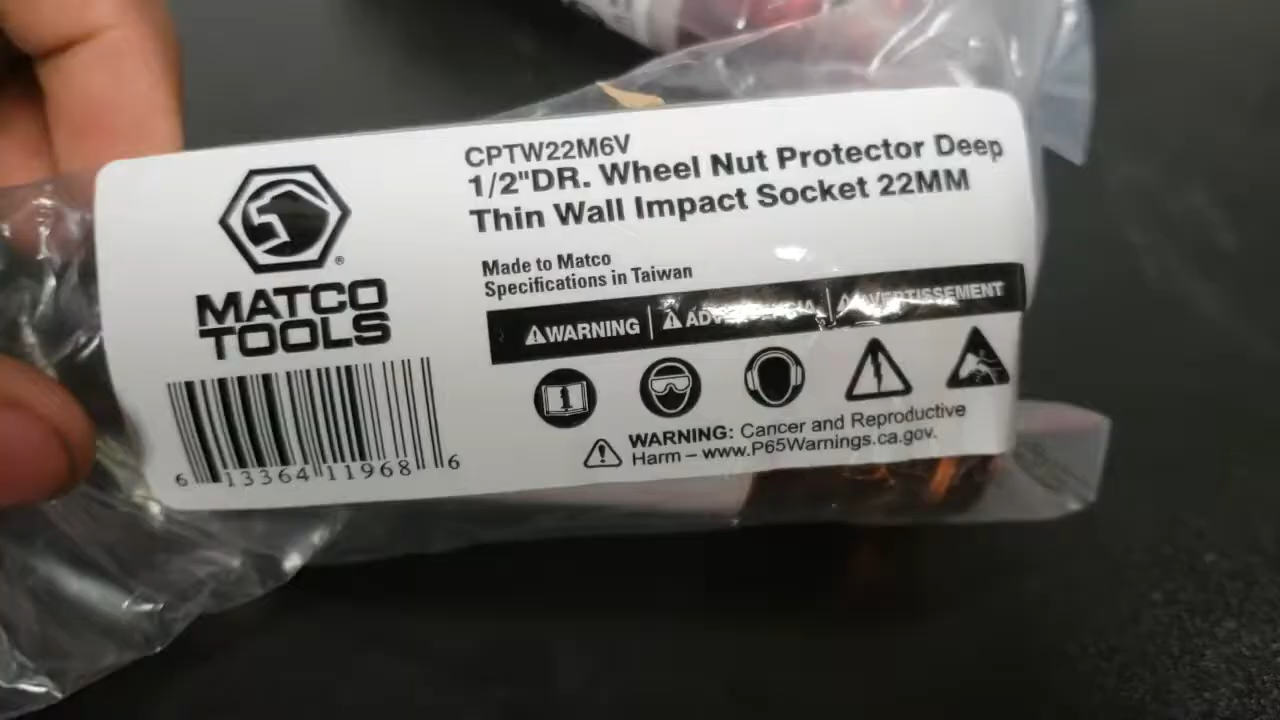 CPTW22M6V
1/2"DR. Wheel Nut Protector Deep
Thin Wall Impact Socket 22MM
Made to Matco
Specifications in Taiwan
®
MATCO
TOOLS
WARNING
AVERTISSEMENT
WARNING: Cancer and Reproductive
Harm – www.P65Warnings.ca.gov.
6 13364 11968 6